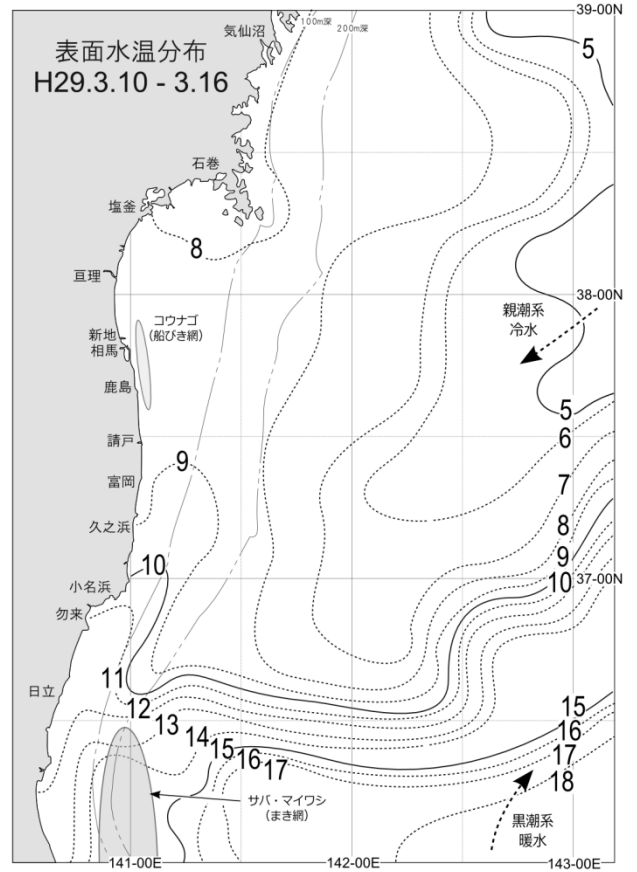 表面水温分布
H29.3.10 - 3.16
39-00N
気仙沼
100m深
200m深
5
石巻
塩釜
8
亘理
38-00N
コウナゴ
(船びき網)
親潮系
冷水
新地
相馬
鹿島
5
6
請戸
9
富岡
7
8
久之浜
9
10
37-00N
10
小名浜
勿来
11
日立
12
13
14
15
16
17
15
16
17
18
サバ・マイワシ
(まき網)
黒潮系
暖水
141-00E
142-00E
143-00E